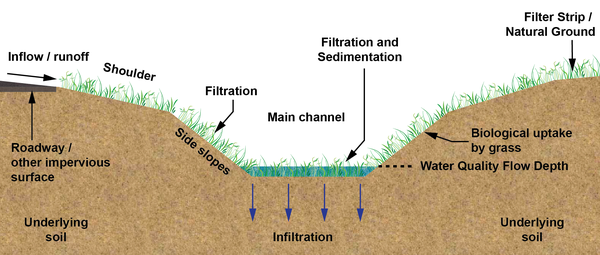 Filter Strip /
Natural Ground
Inflow / runoff
Shoulder
Filtration and
Sedimentation
Filtration
Main channel
Side slopes
Roadway /
other impervious
surface
Biological uptake
by grass
Water Quality Flow Depth
Underlying
soil
Infiltration
Underlying
soil